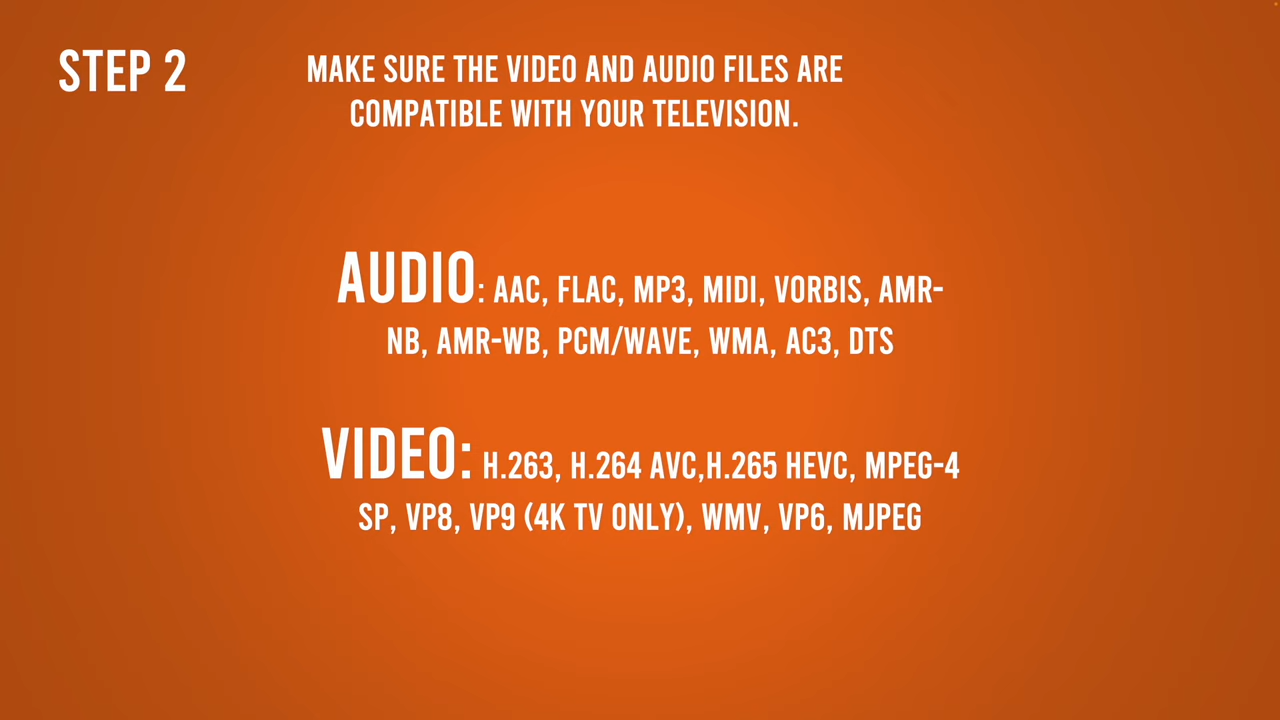 STEP 2
MAKE SURE THE VIDEO AND AUDIO FILES ARE
COMPATIBLE WITH YOUR TELEVISION.
AUDIO: AAC, FLAC, MP3, MIDI, VORBIS, AMR-
NB, AMR-WB, PCM/WAVE, WMA, AC3, DTS
VIDEO: H.263, H.264 AVC,H.265 HEVC, MPEG-4
SP, VP8, VP9 (4K TV ONLY), WMV, VP6, MJPEG